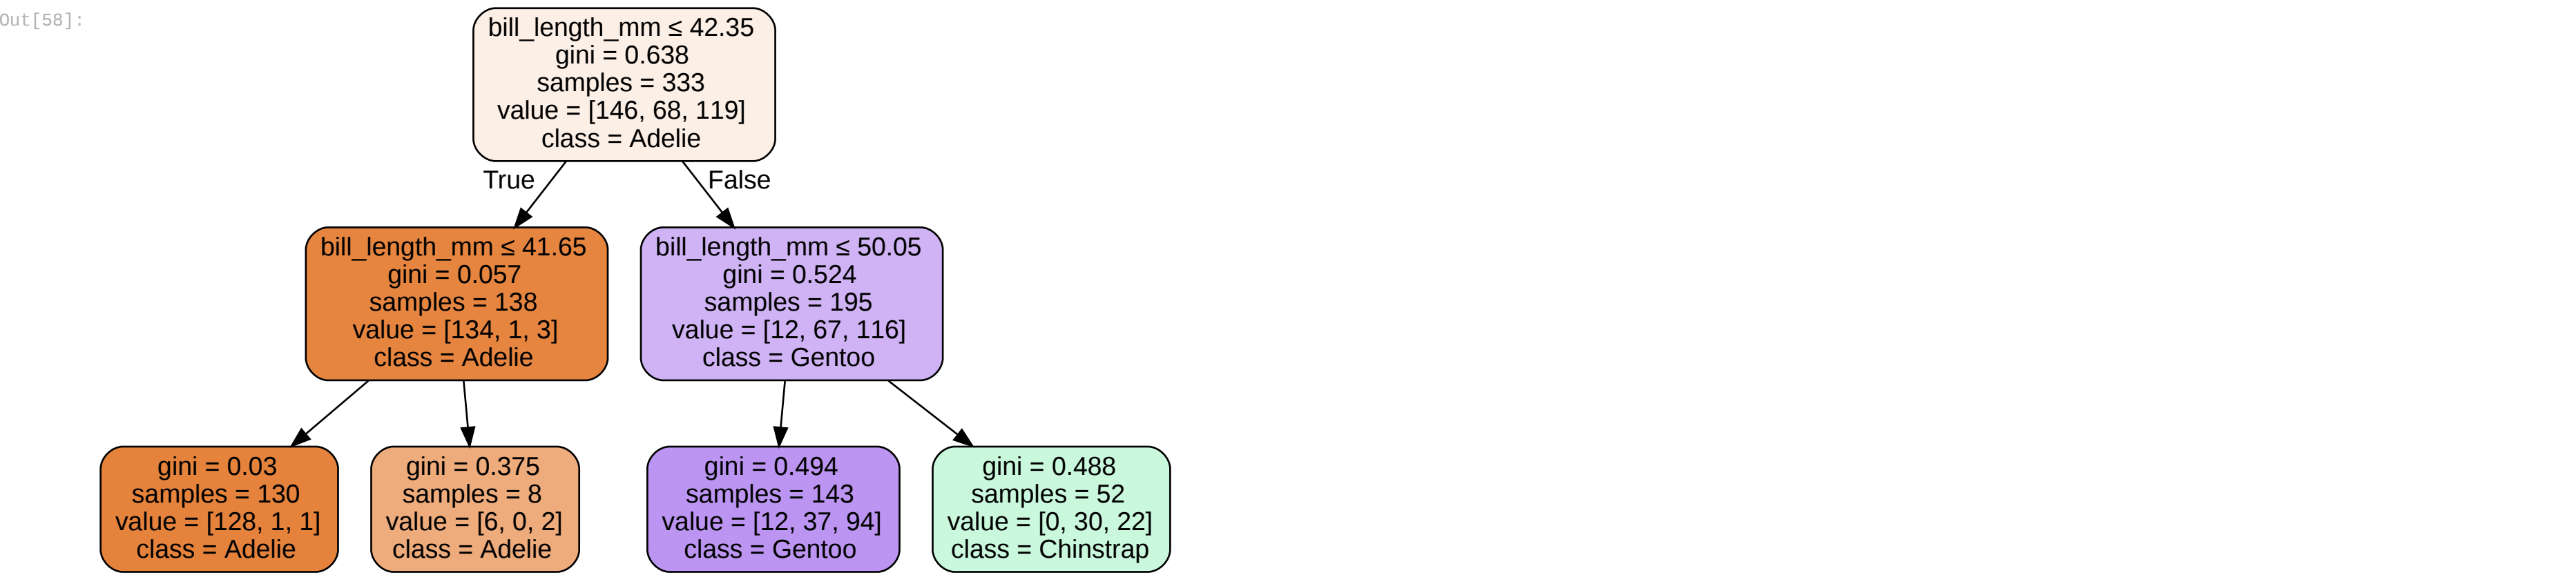 Out[58]:
bill_length_mm ≤ 42.35
gini = 0.638
samples = 333
value = [146, 68, 119]
class = Adelie
True
False
bill_length_mm ≤ 41.65
gini = 0.057
samples = 138
value = [134, 1, 3]
class = Adelie
bill_length_mm ≤ 50.05
gini = 0.524
samples = 195
value = [12, 67, 116]
class = Gentoo
gini = 0.03
samples = 130
value = [128, 1, 1]
class = Adelie
gini = 0.375
samples = 8
value = [6, 0, 2]
class = Adelie
gini = 0.494
samples = 143
value = [12, 37, 94]
class = Gentoo
gini = 0.488
samples = 52
value = [0, 30, 22]
class = Chinstrap